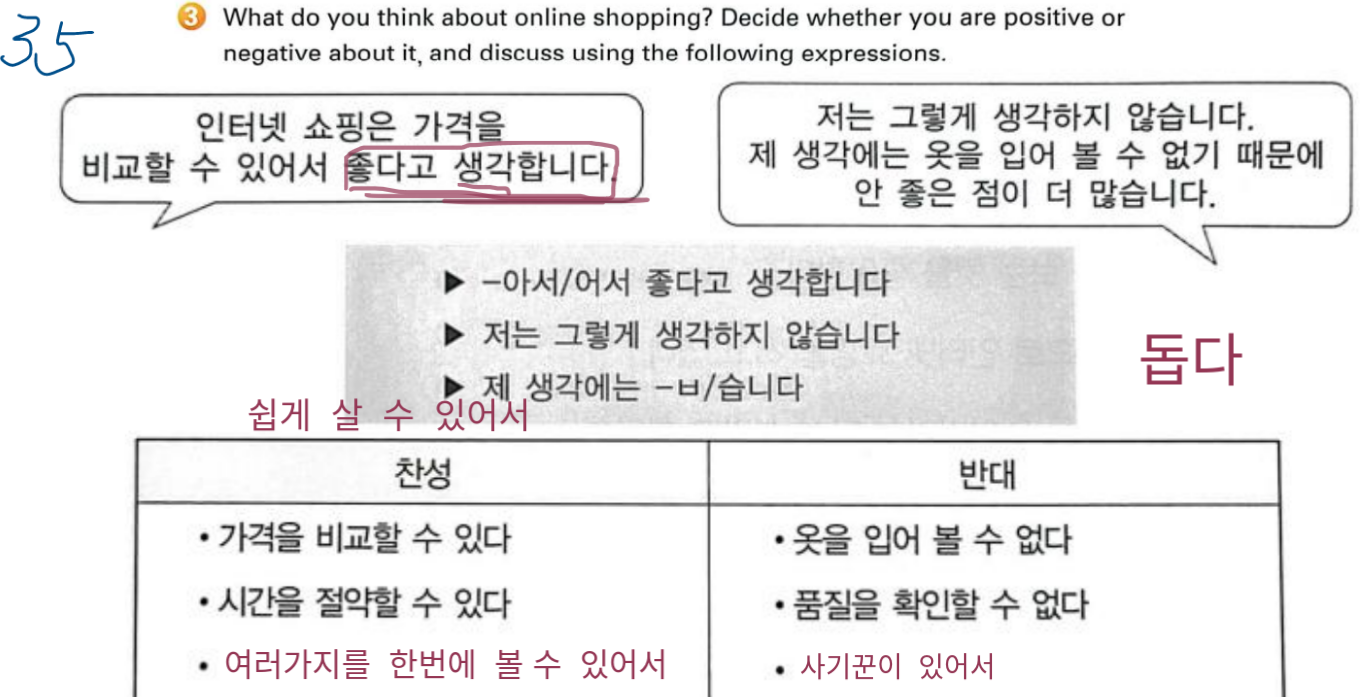 35
3 What do you think about online shopping? Decide whether you are positive or
negative about it, and discuss using the following expressions.
인터넷 쇼핑은 가격을
비교할 수 있어서 좋다고 생각합니다.
저는 그렇게 생각하지 않습니다.
제 생각에는 옷을 입어 볼 수 없기 때문에
안 좋은 점이 더 많습니다.
▶ -아서/어서 좋다고 생각합니다
▶ 저는 그렇게 생각하지 않습니다
▶ 제 생각에는 -ㅂ/습니다
돕다
쉽게 살 수 있어서
찬성
반대
• 가격을 비교할 수 있다
• 옷을 입어 볼 수 없다
• 시간을 절약할 수 있다
• 품질을 확인할 수 없다
• 여러가지를 한번에 볼 수 있어서
• 사기꾼이 있어서